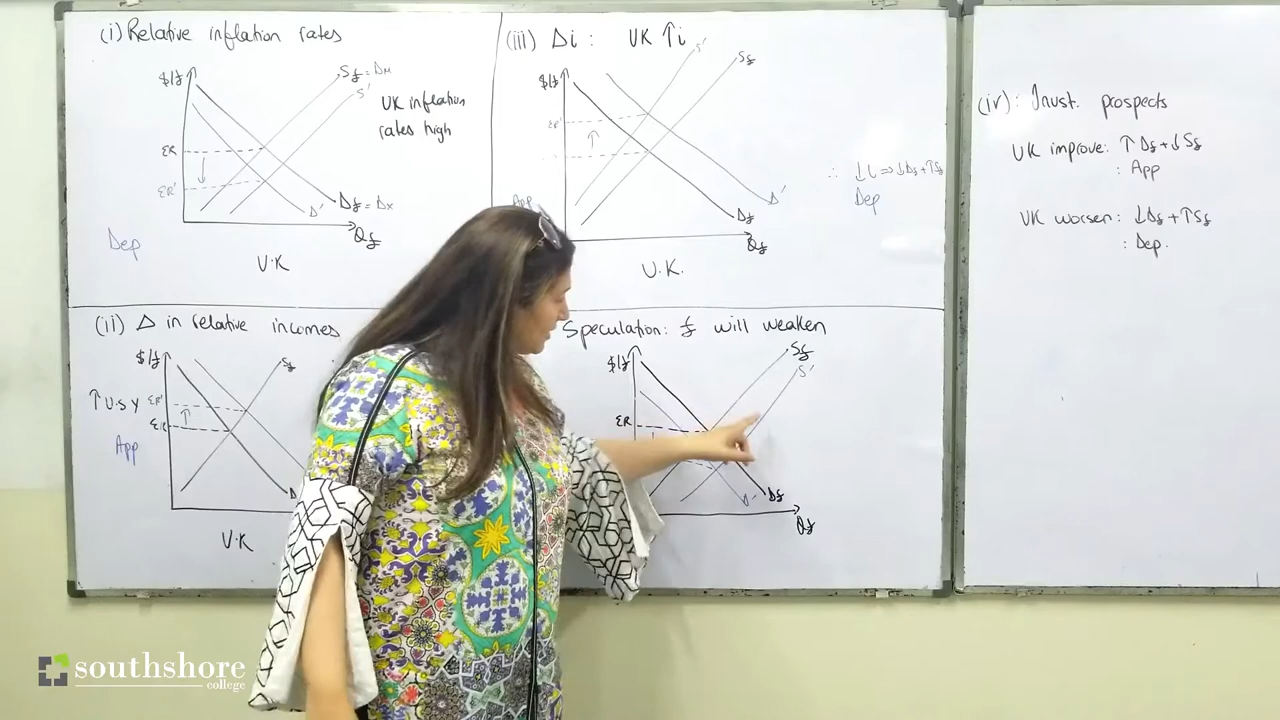 (i) Relative inflation rates
$/£
S£ = DM
S'
UK inflation
rates high
ER
ER'
D'
D£ = DX
Q£
Dep
U.K
(iii) Δi : UK ↑i
$/£
S'
S£
ER'
App
D'
D£
Q£
U.K.
∴ ↓i ⇒ ↓D£ + ↑S£
Dep
(iv): Invst. prospects
UK improve: ↑D£ + ↓S£
: App
UK worsen: ↓D£ + ↑S£
: Dep.
(ii) Δ in relative incomes
$/£
S£
↑ U.S Y
ER'
ER
App
D
U.K
Speculation: £ will weaken
$/£
S£
S'
ER
D'
D£
Q£
southshore
college